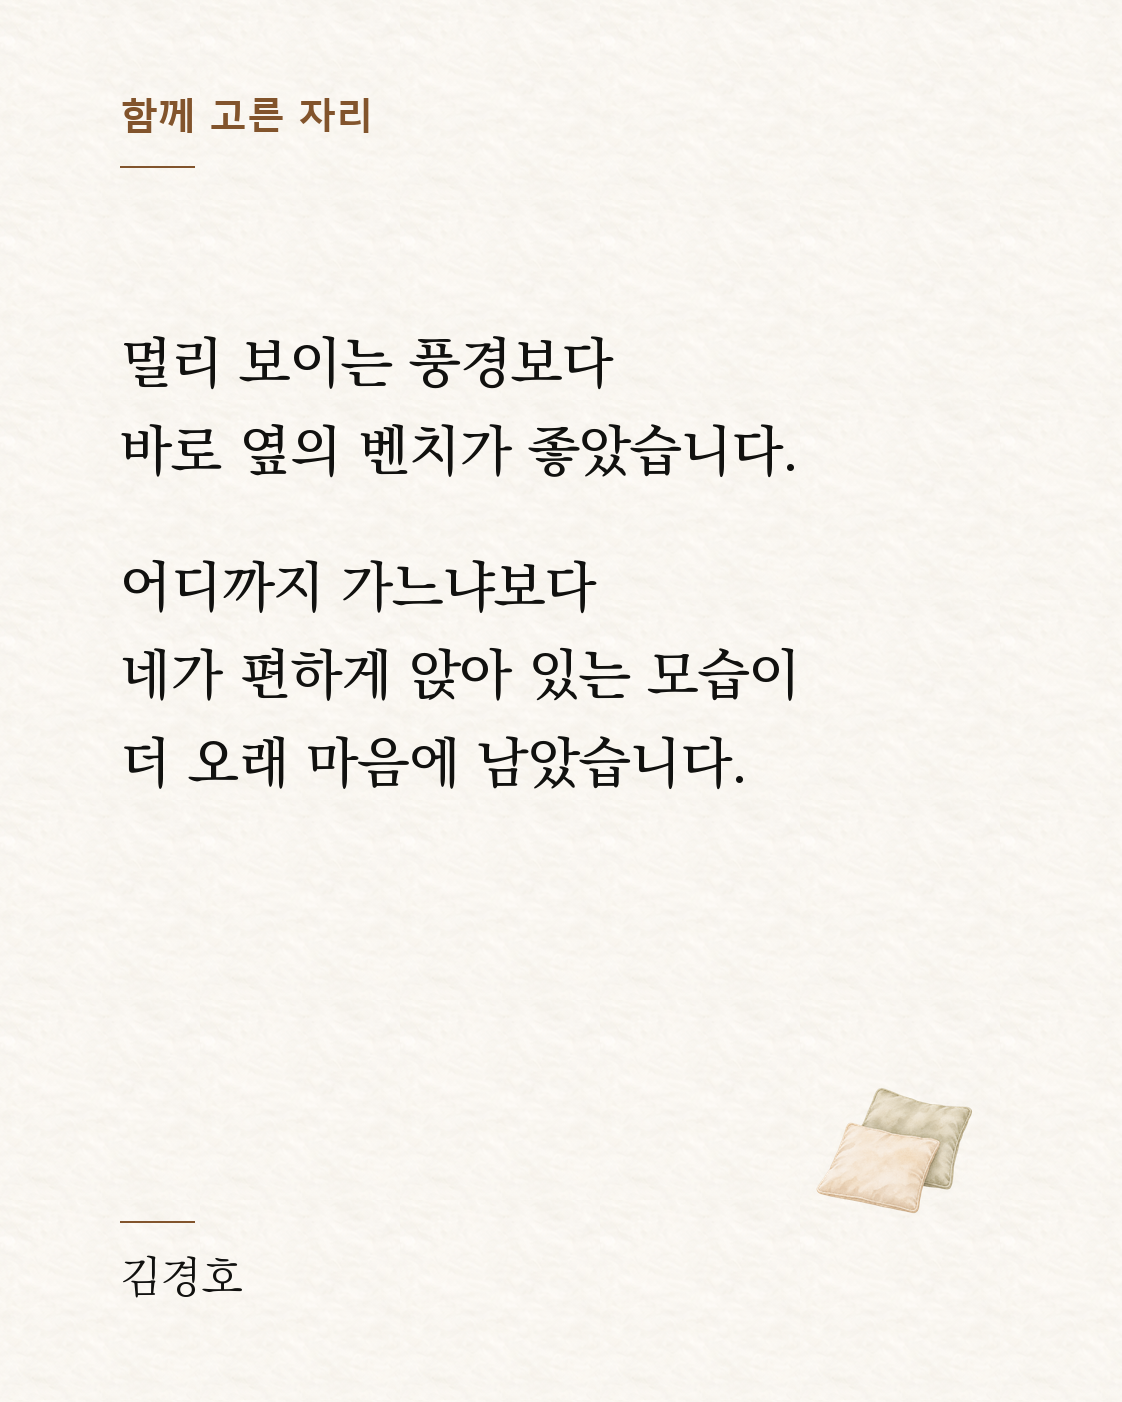 함께 고른 자리
멀리 보이는 풍경보다
바로 옆의 벤치가 좋았습니다.
어디까지 가느냐보다
네가 편하게 앉아 있는 모습이
더 오래 마음에 남았습니다.
김경호